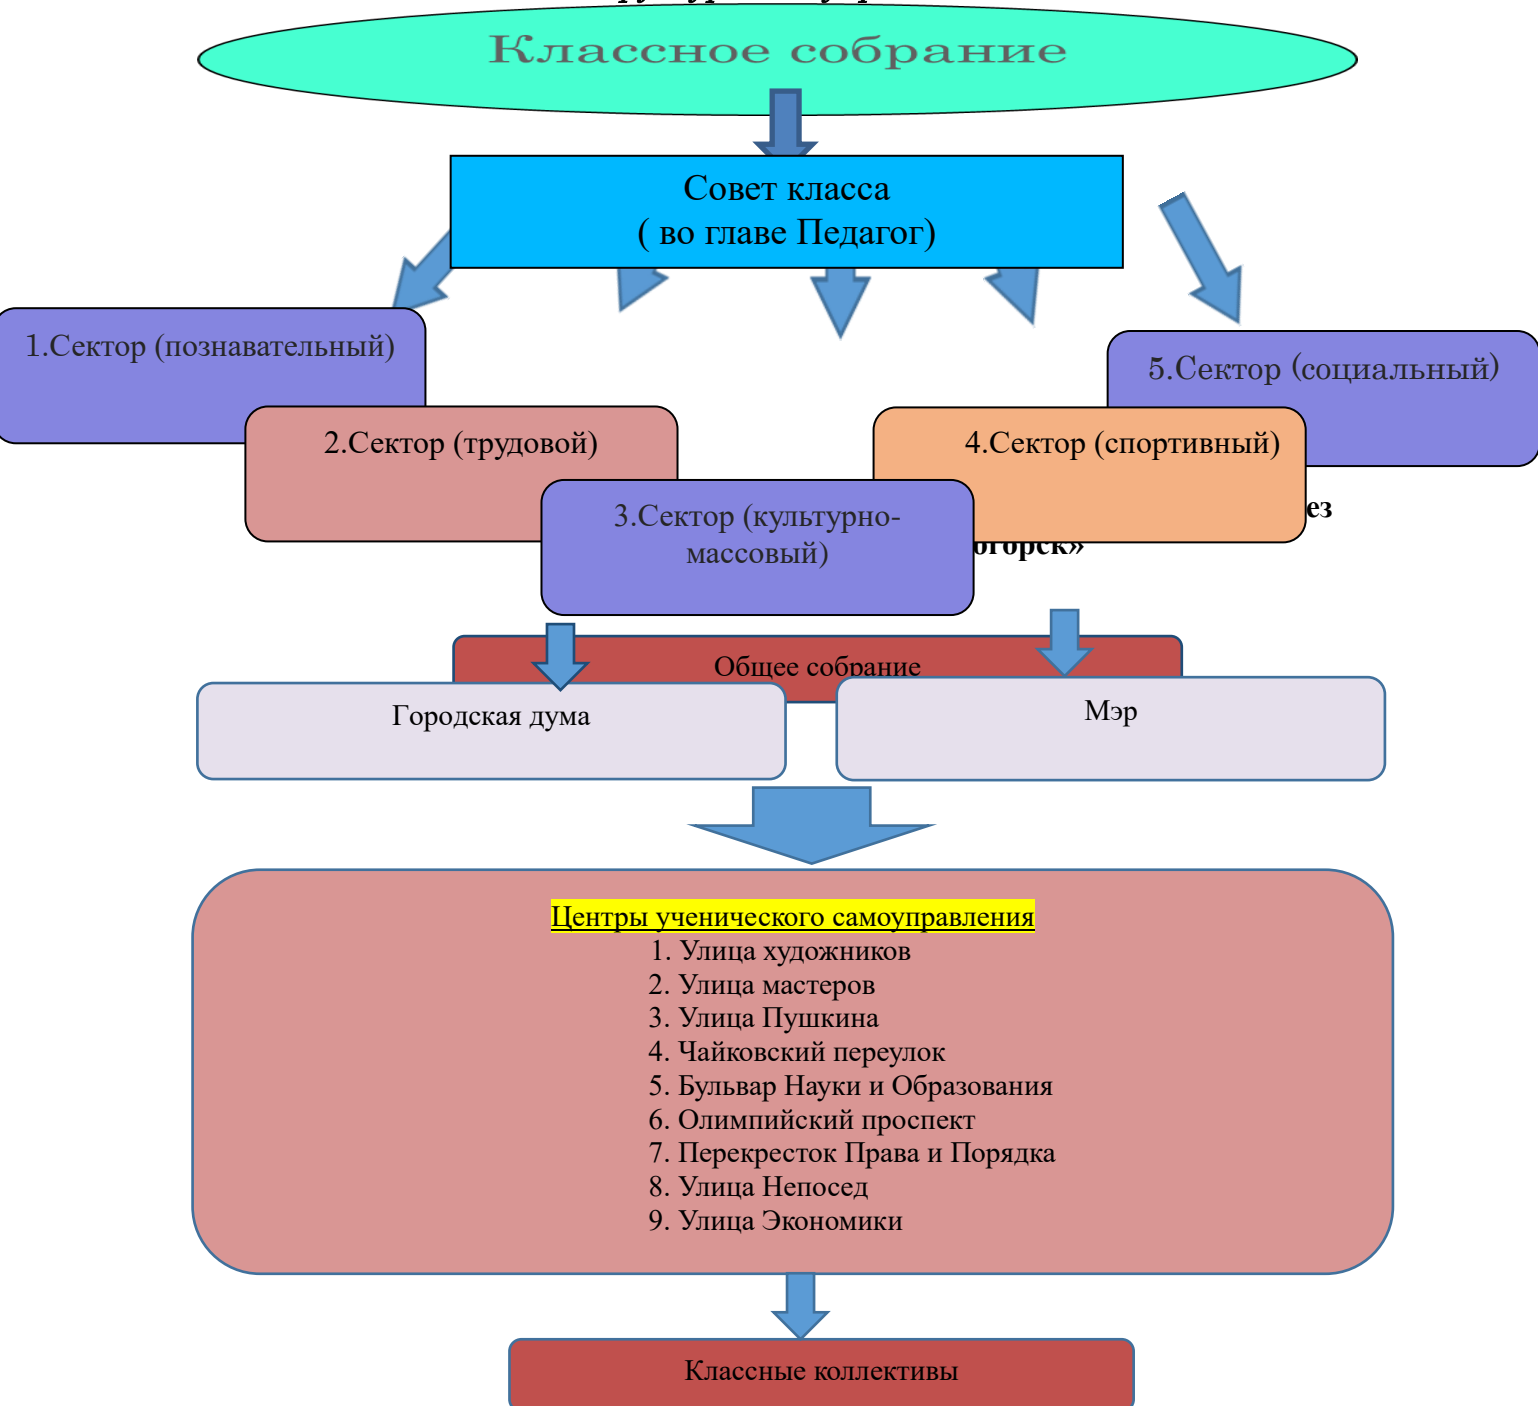 Классное собрание
Совет класса
( во главе Педагог)
1.Сектор (познавательный)
5.Сектор (социальный)
2.Сектор (трудовой)
4.Сектор (спортивный)
3.Сектор (культурно-
массовый)
Общее собрание
Городская дума
Мэр
Центры ученического самоуправления
1. Улица художников
2. Улица мастеров
3. Улица Пушкина
4. Чайковский переулок
5. Бульвар Науки и Образования
6. Олимпийский проспект
7. Перекресток Права и Порядка
8. Улица Непосед
9. Улица Экономики
Классные коллективы